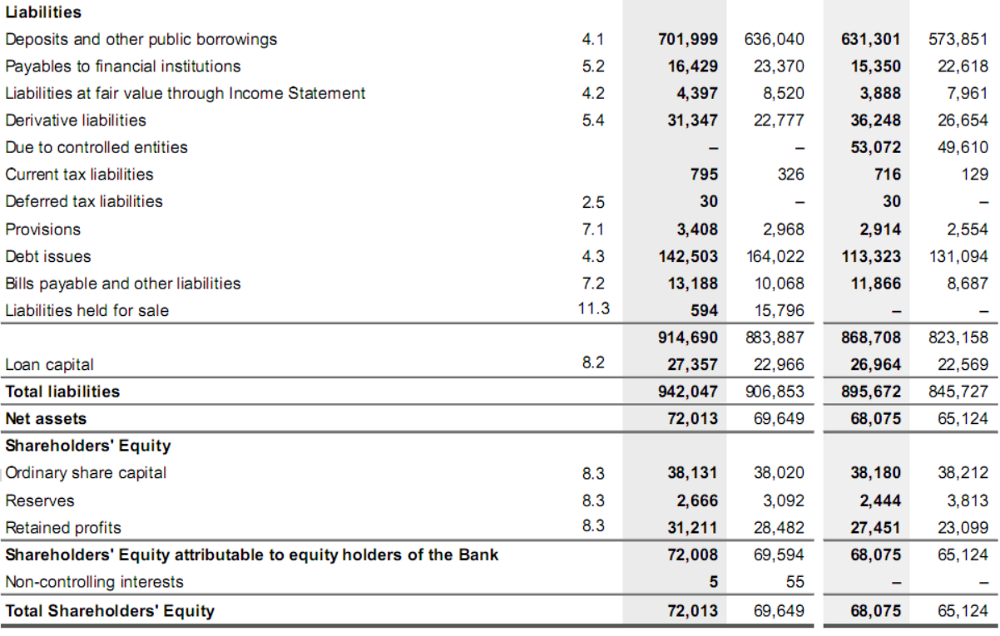 Liabilities
Deposits and other public borrowings 4.1 701,999 636,040 631,301 573,851
Payables to financial institutions 5.2 16,429 23,370 15,350 22,618
Liabilities at fair value through Income Statement 4.2 4,397 8,520 3,888 7,961
Derivative liabilities 5.4 31,347 22,777 36,248 26,654
Due to controlled entities – – 53,072 49,610
Current tax liabilities 795 326 716 129
Deferred tax liabilities 2.5 30 – 30 –
Provisions 7.1 3,408 2,968 2,914 2,554
Debt issues 4.3 142,503 164,022 113,323 131,094
Bills payable and other liabilities 7.2 13,188 10,068 11,866 8,687
Liabilities held for sale 11.3 594 15,796 – –
914,690 883,887 868,708 823,158
Loan capital 8.2 27,357 22,966 26,964 22,569
Total liabilities 942,047 906,853 895,672 845,727
Net assets 72,013 69,649 68,075 65,124
Shareholders' Equity
Ordinary share capital 8.3 38,131 38,020 38,180 38,212
Reserves 8.3 2,666 3,092 2,444 3,813
Retained profits 8.3 31,211 28,482 27,451 23,099
Shareholders' Equity attributable to equity holders of the Bank 72,008 69,594 68,075 65,124
Non-controlling interests 5 55 – –
Total Shareholders' Equity 72,013 69,649 68,075 65,124